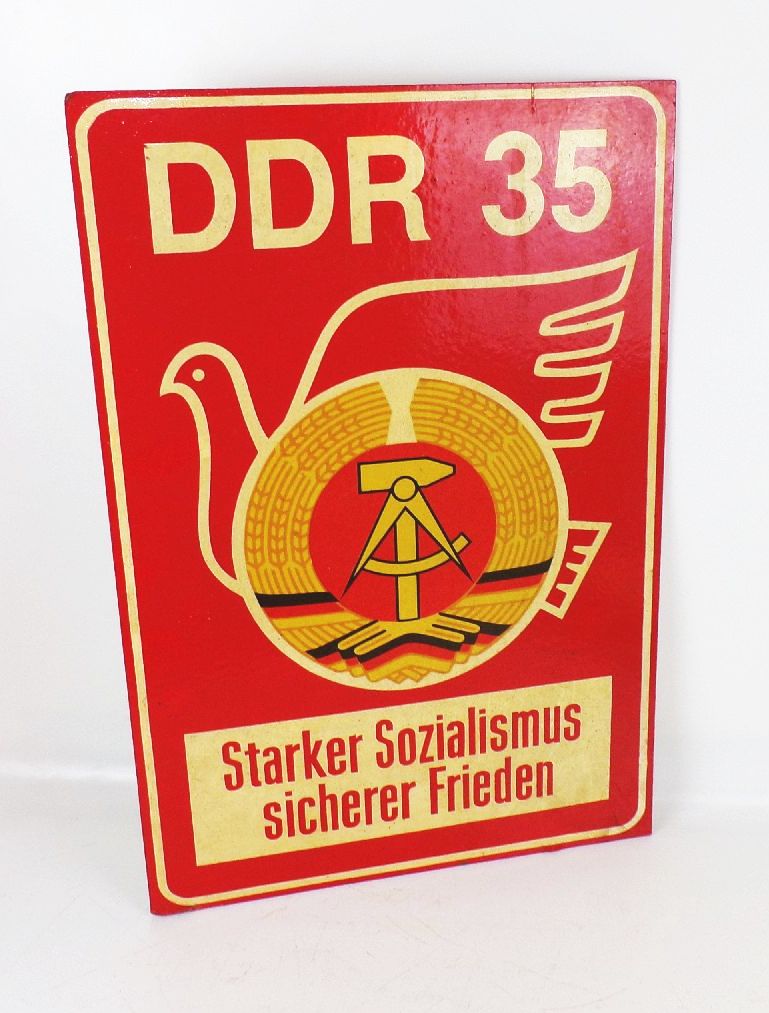 DDR 35
Starker Sozialismus
sicherer Frieden